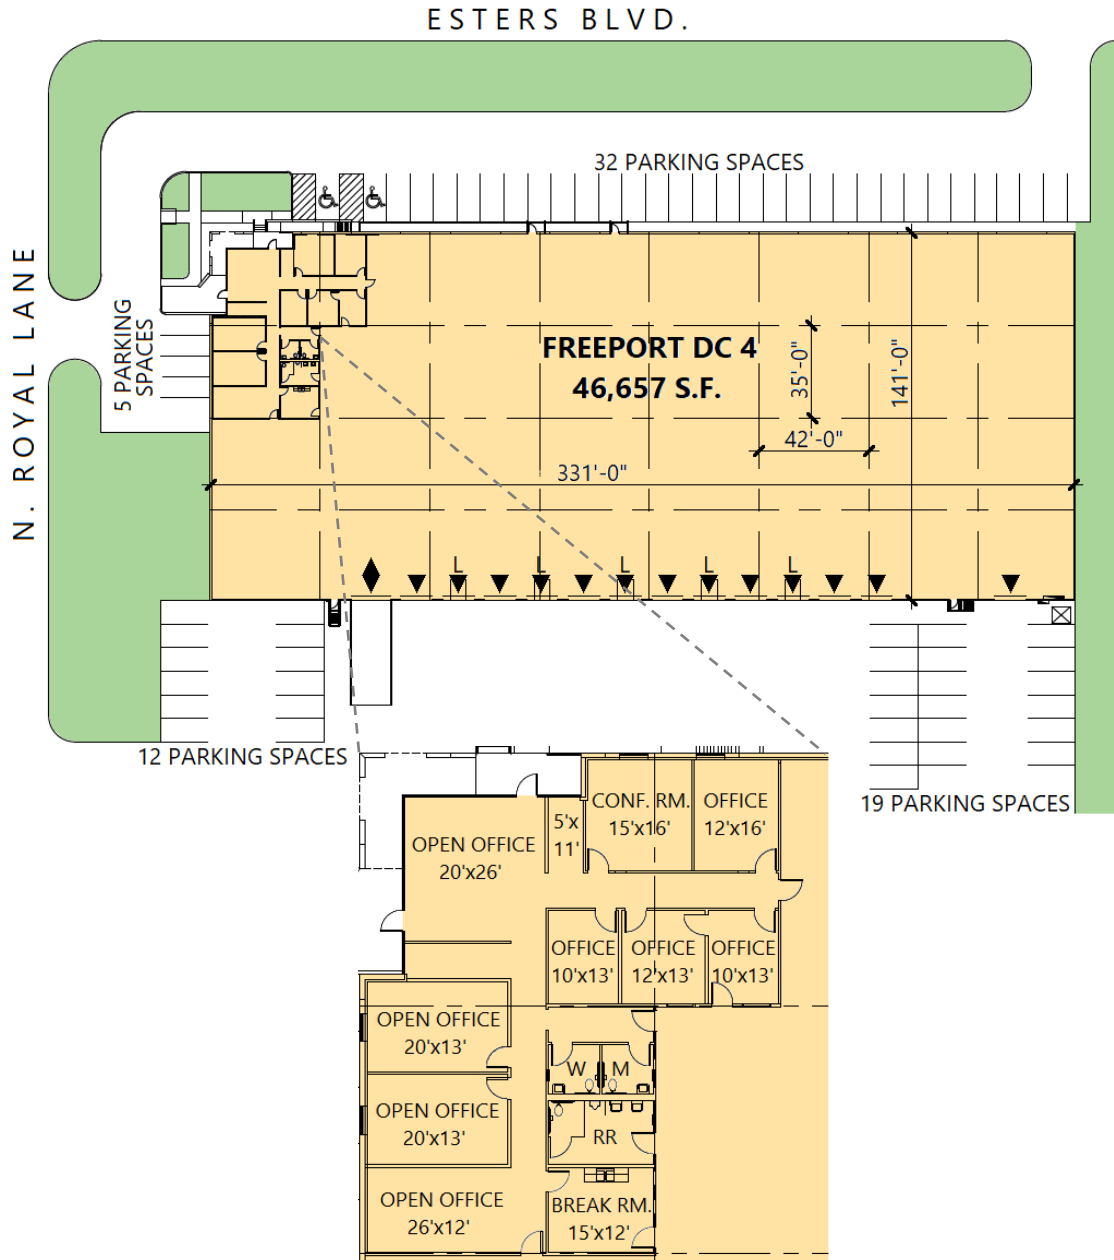 ESTERS BLVD.
32 PARKING SPACES
N. ROYAL LANE
5 PARKING
SPACES
FREEPORT DC 4
46,657 S.F.
35'-0"
141'-0"
42'-0"
331'-0"
L
L
L
L
L
12 PARKING SPACES
19 PARKING SPACES
CONF. RM.
15'x16'
OFFICE
12'x16'
5'x
11'
OPEN OFFICE
20'x26'
OFFICE
10'x13'
OFFICE
12'x13'
OFFICE
10'x13'
OPEN OFFICE
20'x13'
W
M
OPEN OFFICE
20'x13'
RR
OPEN OFFICE
26'x12'
BREAK RM.
15'x12'